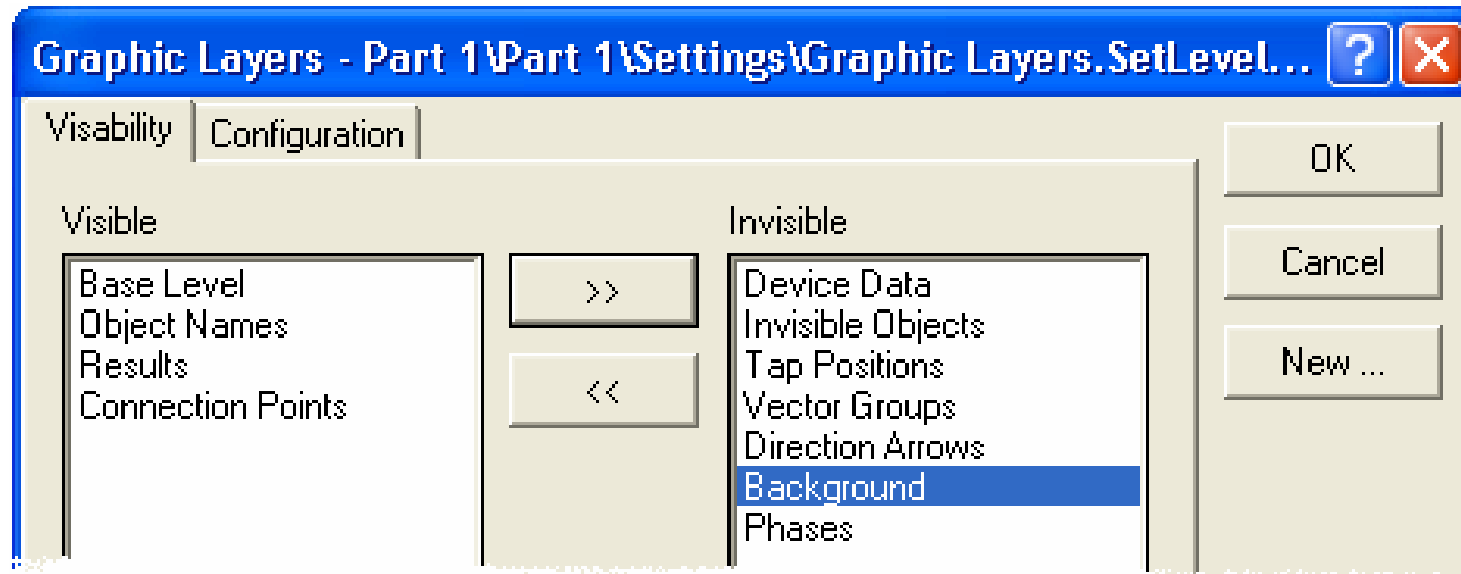 Graphic Layers - Part 1\Part 1\Settings\Graphic Layers.SetLevel... ?
Visability
Configuration
OK
Cancel
New ...
Visible
Base Level
Object Names
Results
Connection Points
>>
<<
Invisible
Device Data
Invisible Objects
Tap Positions
Vector Groups
Direction Arrows
Background
Phases